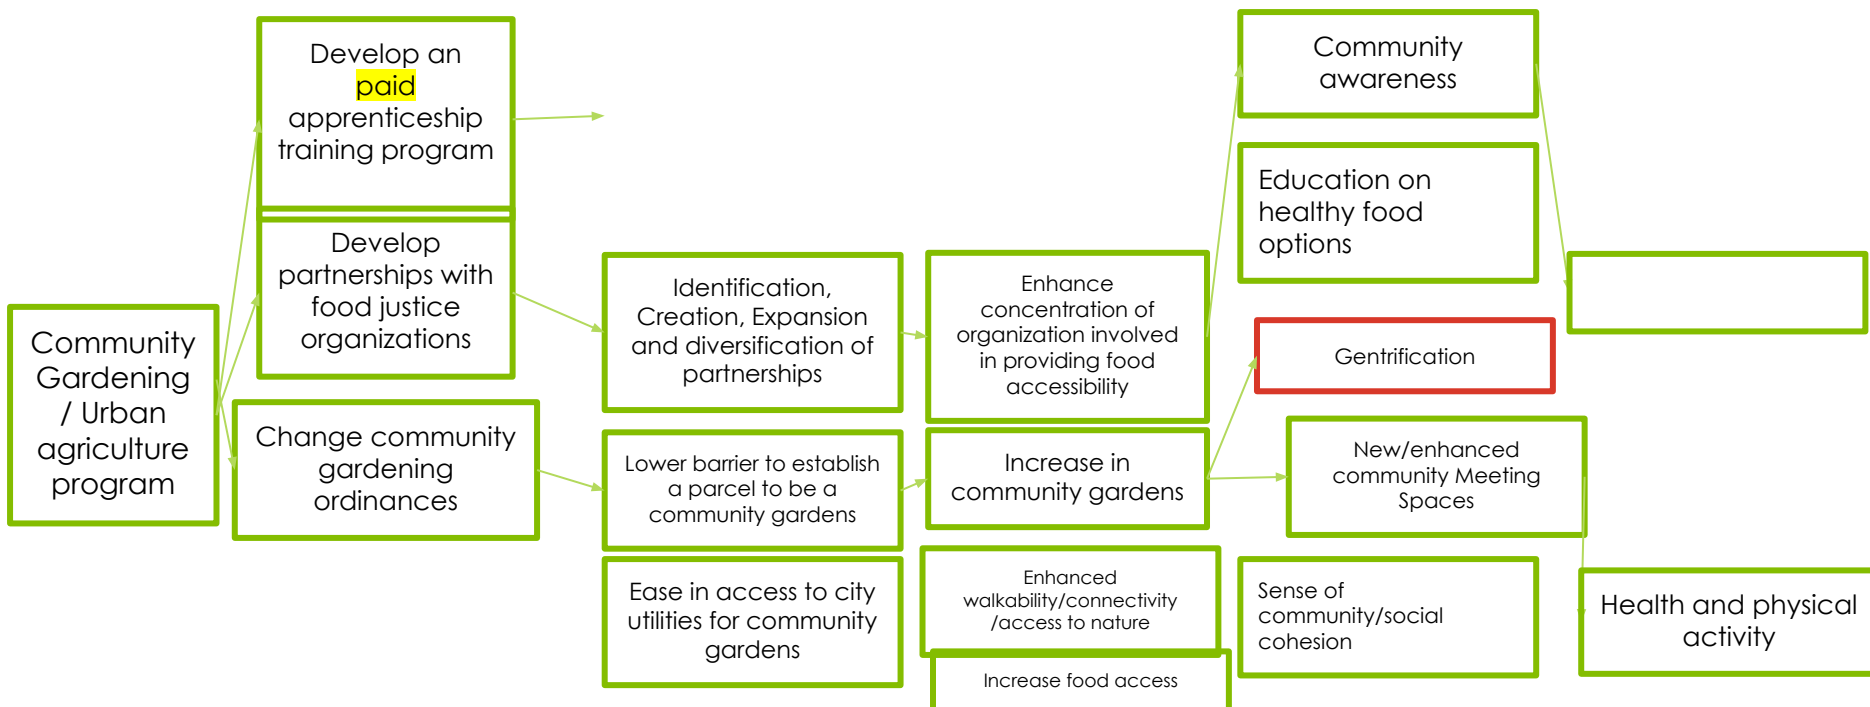 Develop an
paid
apprenticeship
training program
Develop
partnerships with
food justice
organizations
Community
Gardening
/ Urban
agriculture
program
Change community
gardening
ordinances
Identification,
Creation, Expansion
and diversification of
partnerships
Lower barrier to establish
a parcel to be a
community gardens
Ease in access to city
utilities for community
gardens
Enhance
concentration of
organization involved
in providing food
accessibility
Increase in
community gardens
Enhanced
walkability/connectivity
/access to nature
Increase food access
Community
awareness
Education on
healthy food
options
Gentrification
New/enhanced
community Meeting
Spaces
Sense of
community/social
cohesion
Health and physical
activity